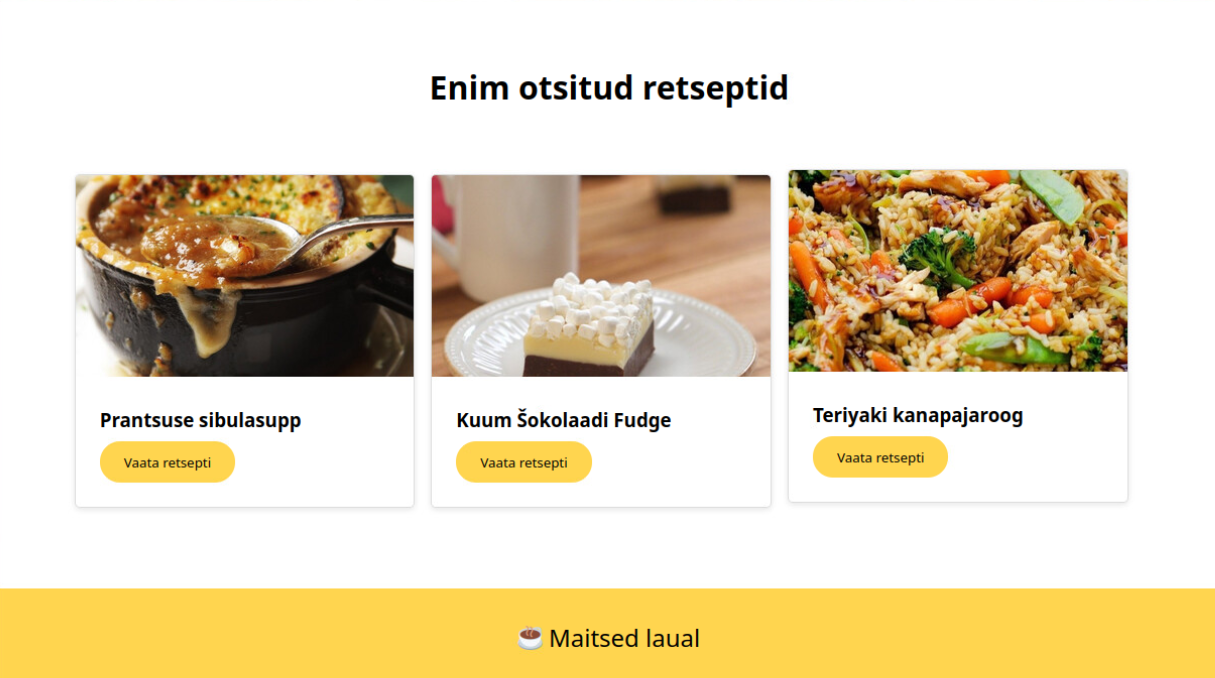 Enim otsitud retseptid
Prantsuse sibulasupp
Vaata retsepti
Kuum Šokolaadi Fudge
Vaata retsepti
Teriyaki kanapajaroog
Vaata retsepti
☕ Maitsed laual